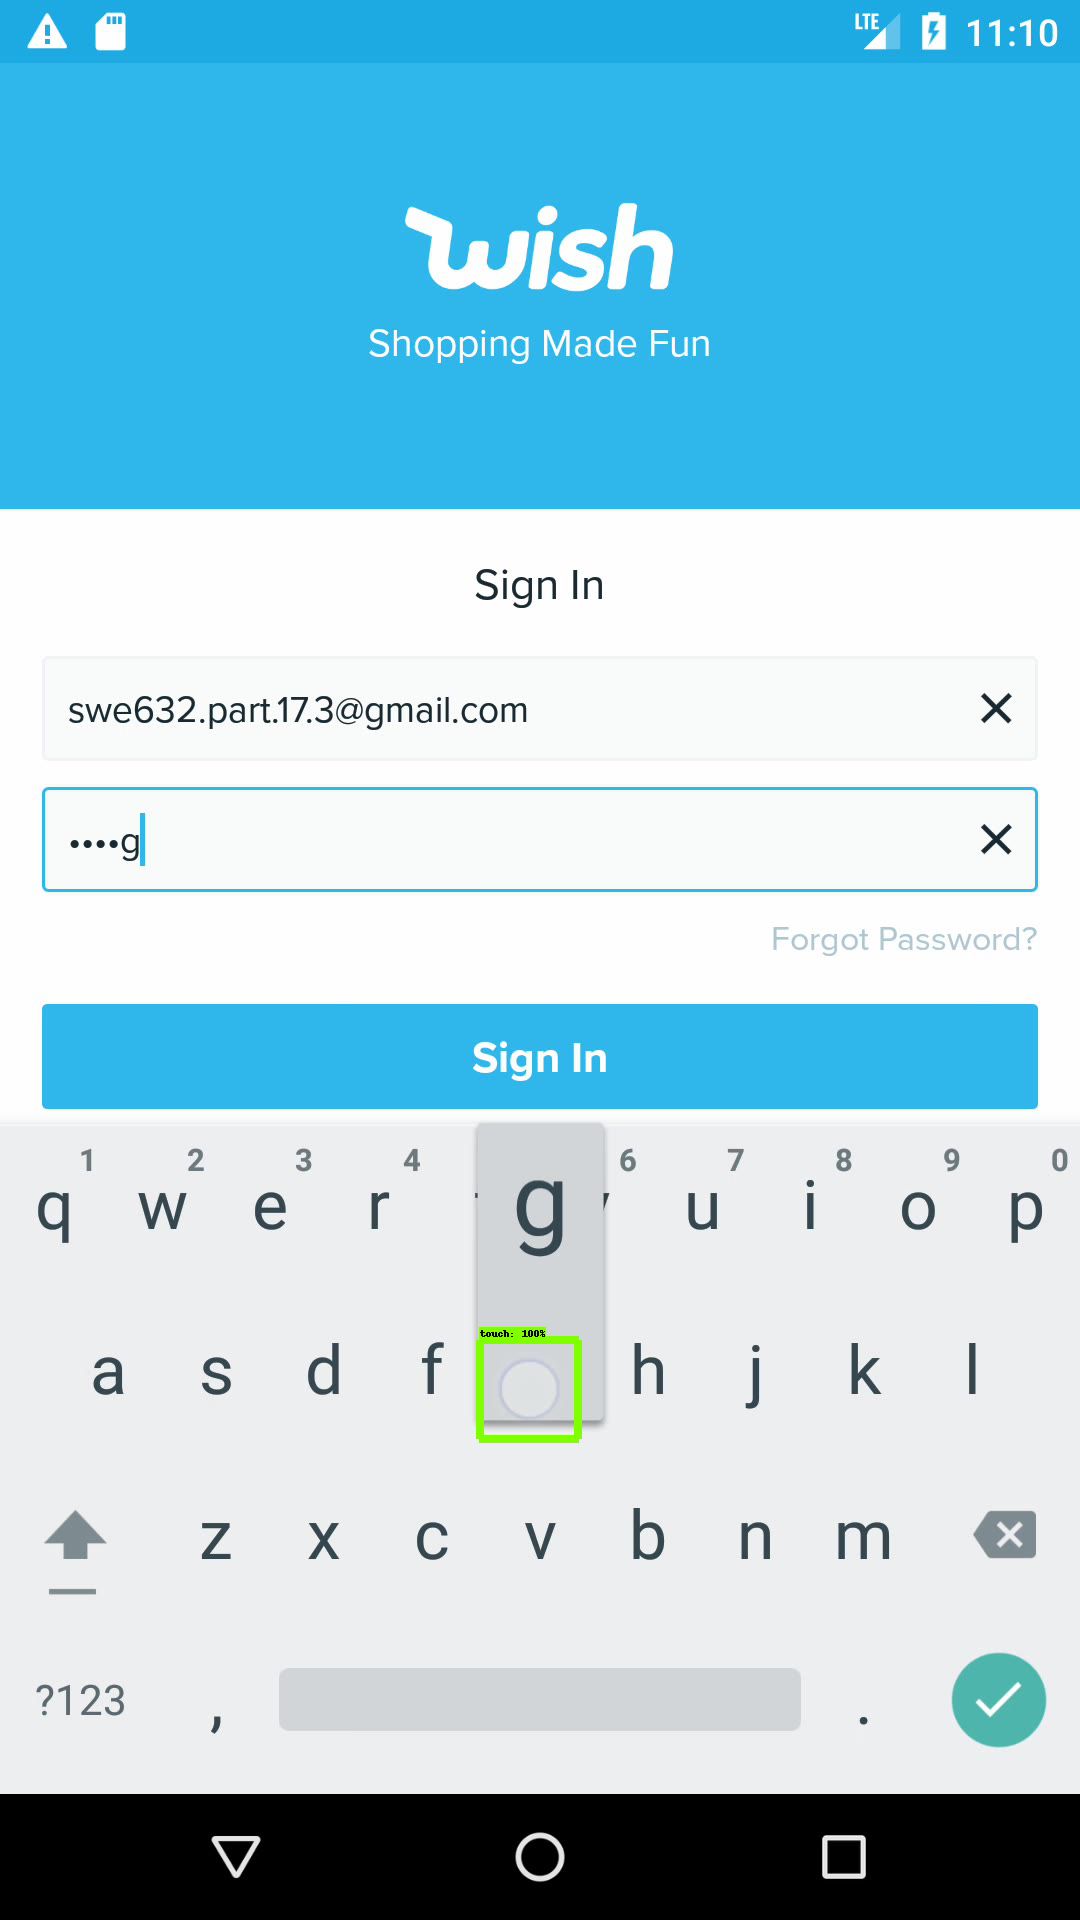 LTE 11:10
wish
Shopping Made Fun
Sign In
swe632.part.17.3@gmail.com
••••g
Forgot Password?
Sign In
1 2 3 4 6 7 8 9 0
q w e r g u i o p
touch: 100%
a s d f h j k l
z x c v b n m
?123 , .